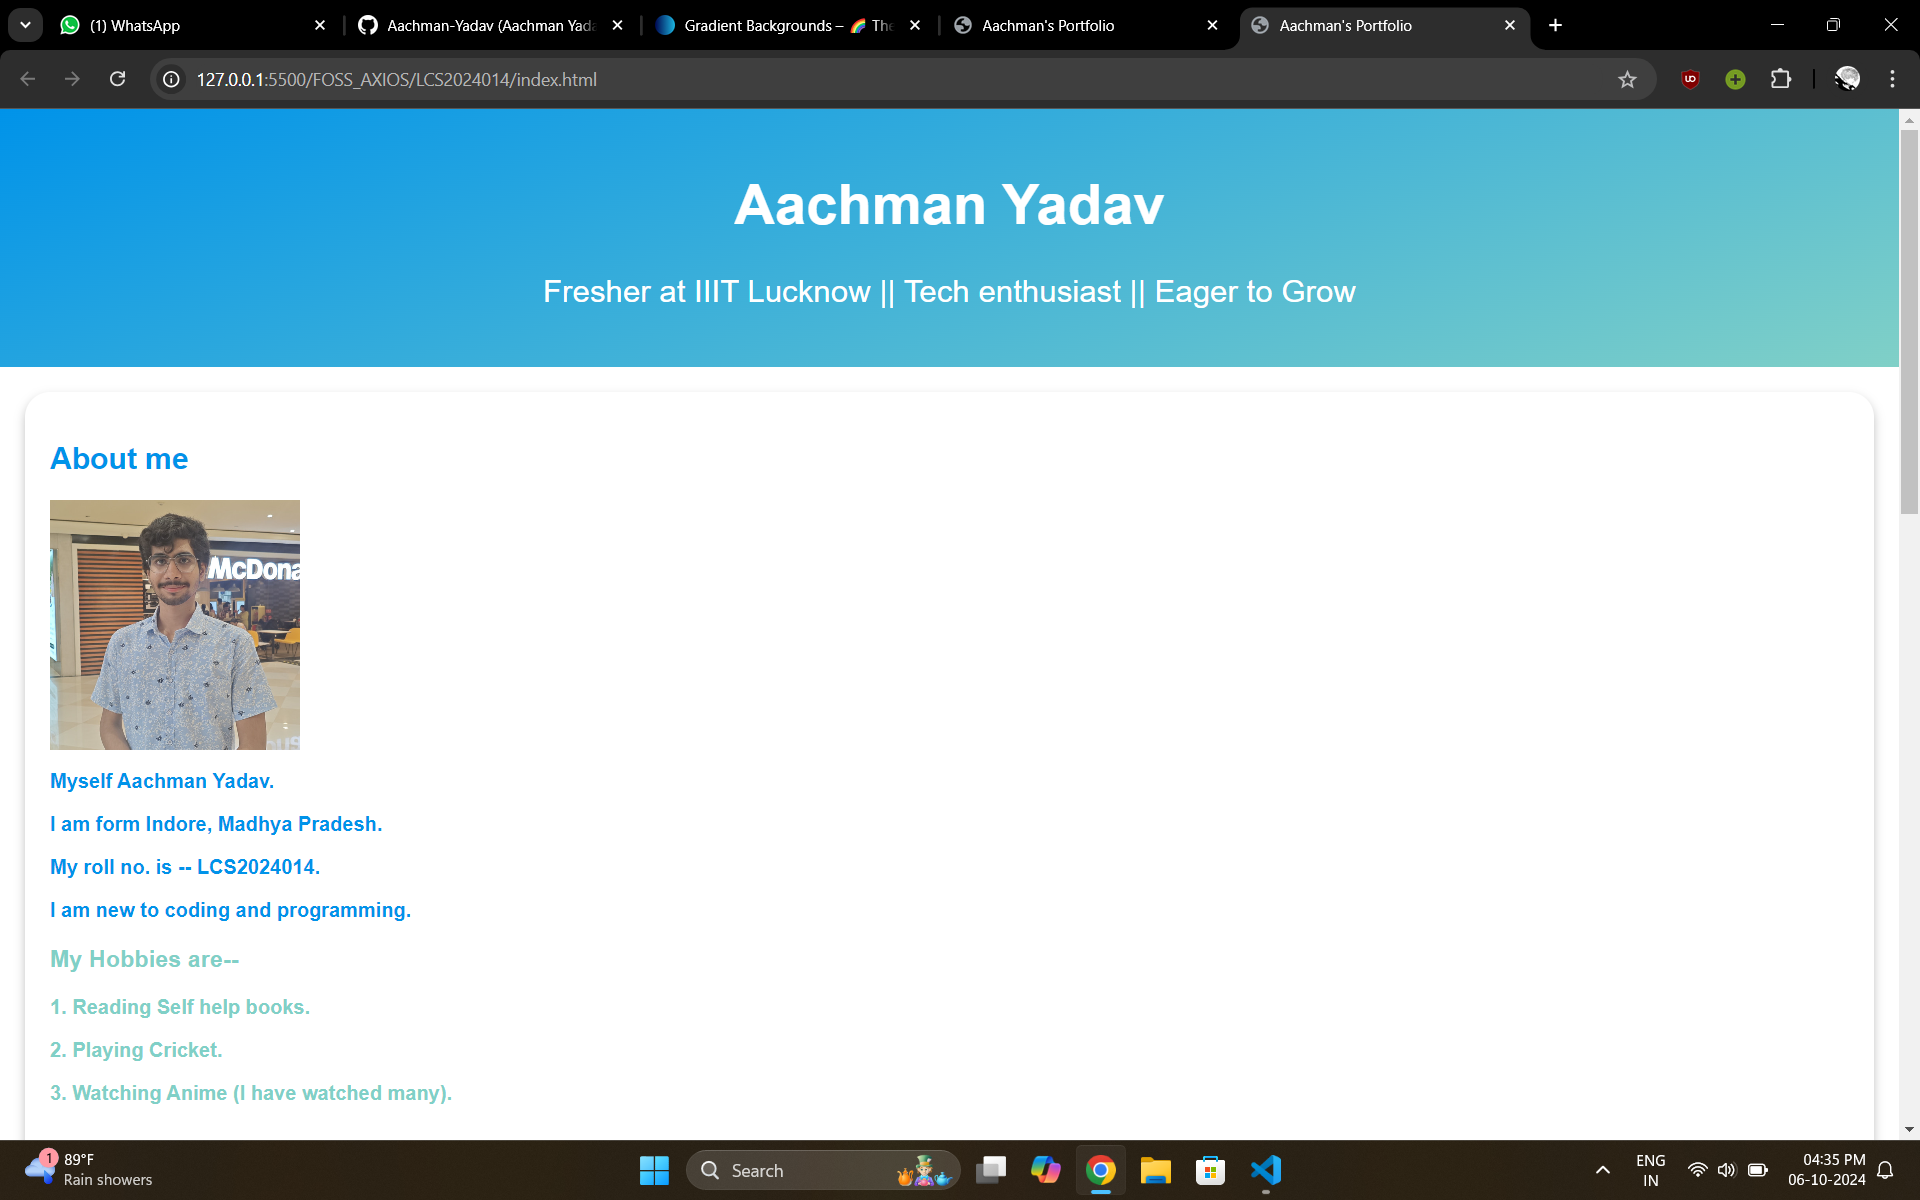 (1) WhatsApp
Aachman-Yadav (Aachman Yada
Gradient Backgrounds – 🌈 The
Aachman's Portfolio
Aachman's Portfolio
127.0.0.1:5500/FOSS_AXIOS/LCS2024014/index.html
Aachman Yadav
Fresher at IIIT Lucknow || Tech enthusiast || Eager to Grow
About me
McDona
Myself Aachman Yadav.
I am form Indore, Madhya Pradesh.
My roll no. is -- LCS2024014.
I am new to coding and programming.
My Hobbies are--
1. Reading Self help books.
2. Playing Cricket.
3. Watching Anime (I have watched many).
1
89°F
Rain showers
Search
ENG
IN
04:35 PM
06-10-2024